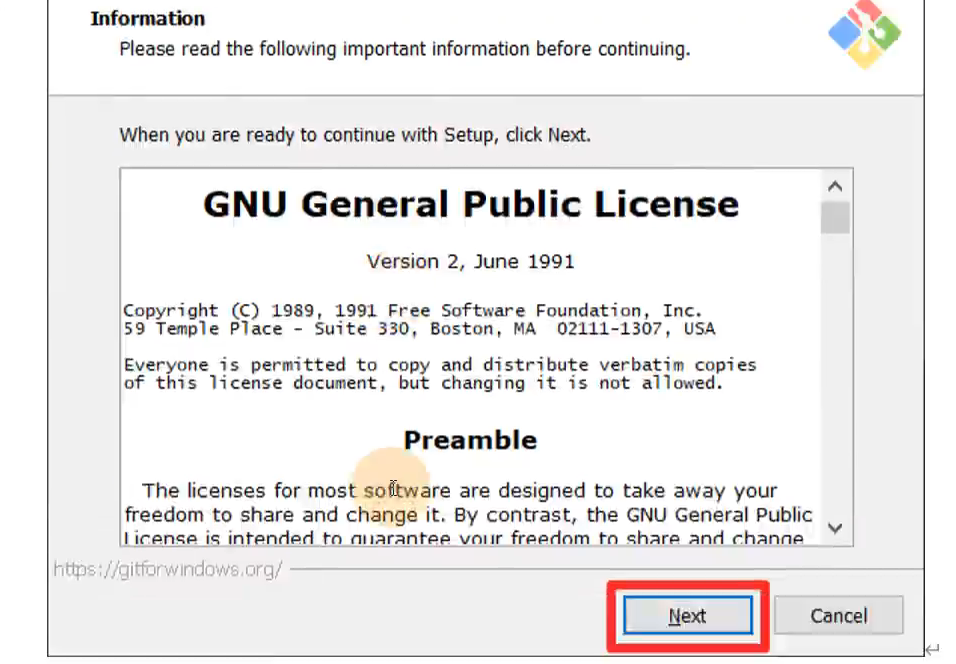 Information
Please read the following important information before continuing.
When you are ready to continue with Setup, click Next.
GNU General Public License
Version 2, June 1991
Copyright (C) 1989, 1991 Free Software Foundation, Inc.
59 Temple Place - Suite 330, Boston, MA  02111-1307, USA
Everyone is permitted to copy and distribute verbatim copies
of this license document, but changing it is not allowed.
Preamble
The licenses for most software are designed to take away your
freedom to share and change it. By contrast, the GNU General Public
License is intended to guarantee your freedom to share and change
https://gitforwindows.org/
Next Cancel